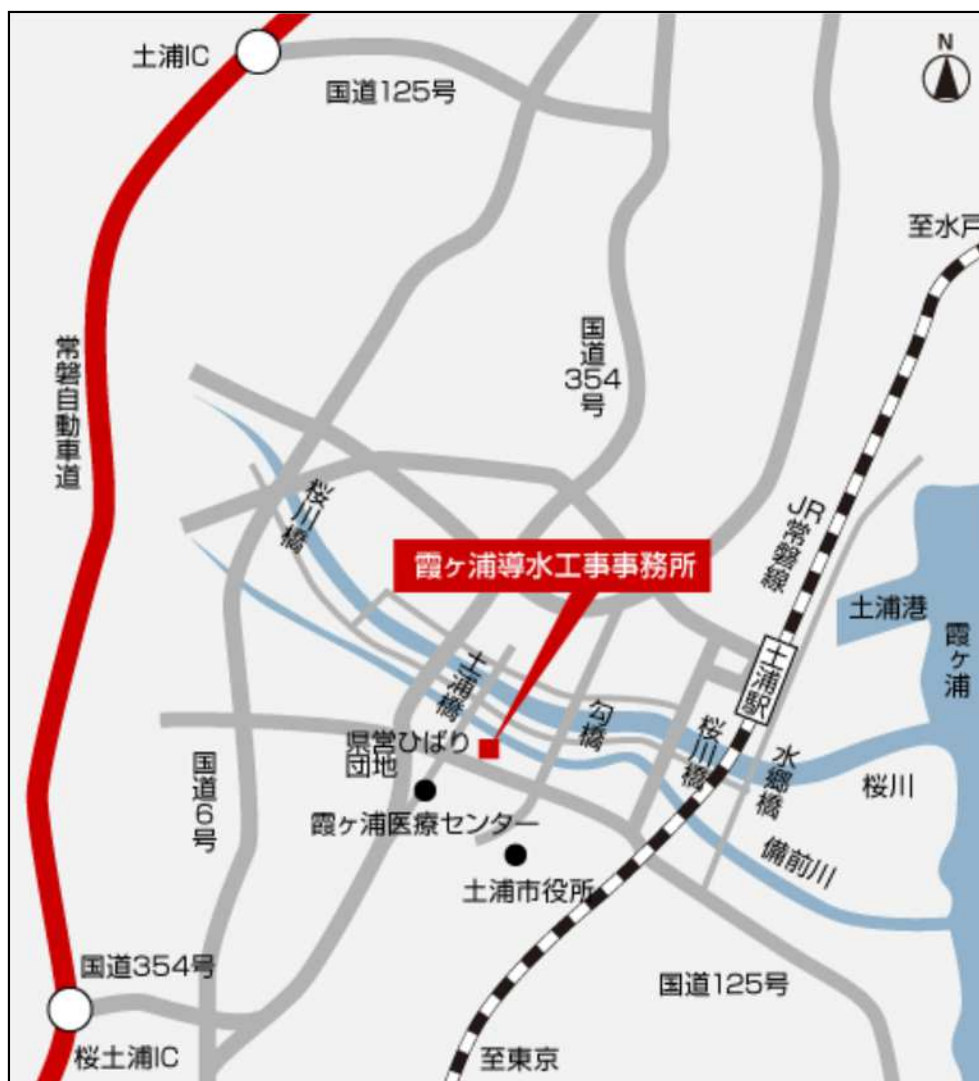 土浦IC
国道125号
N
至水戸
常磐自動車道
国道
354
号
桜川橋
JR常磐線
霞ヶ浦導水工事事務所
土浦港
霞ヶ浦
土浦駅
土浦橋
匂橋
桜川橋
水郷橋
県営ひばり
団地
国道6号
桜川
霞ヶ浦医療センター
備前川
土浦市役所
国道354号
国道125号
桜土浦IC
至東京